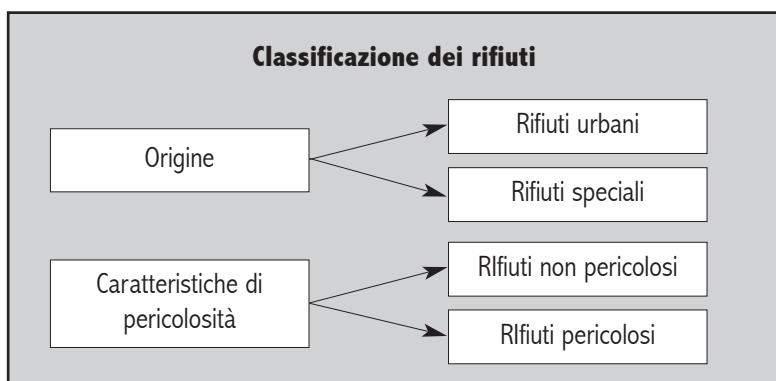 Classificazione dei rifiuti
Origine
Rifiuti urbani
Rifiuti speciali
Caratteristiche di
pericolosità
RIfiuti non pericolosi
RIfiuti pericolosi